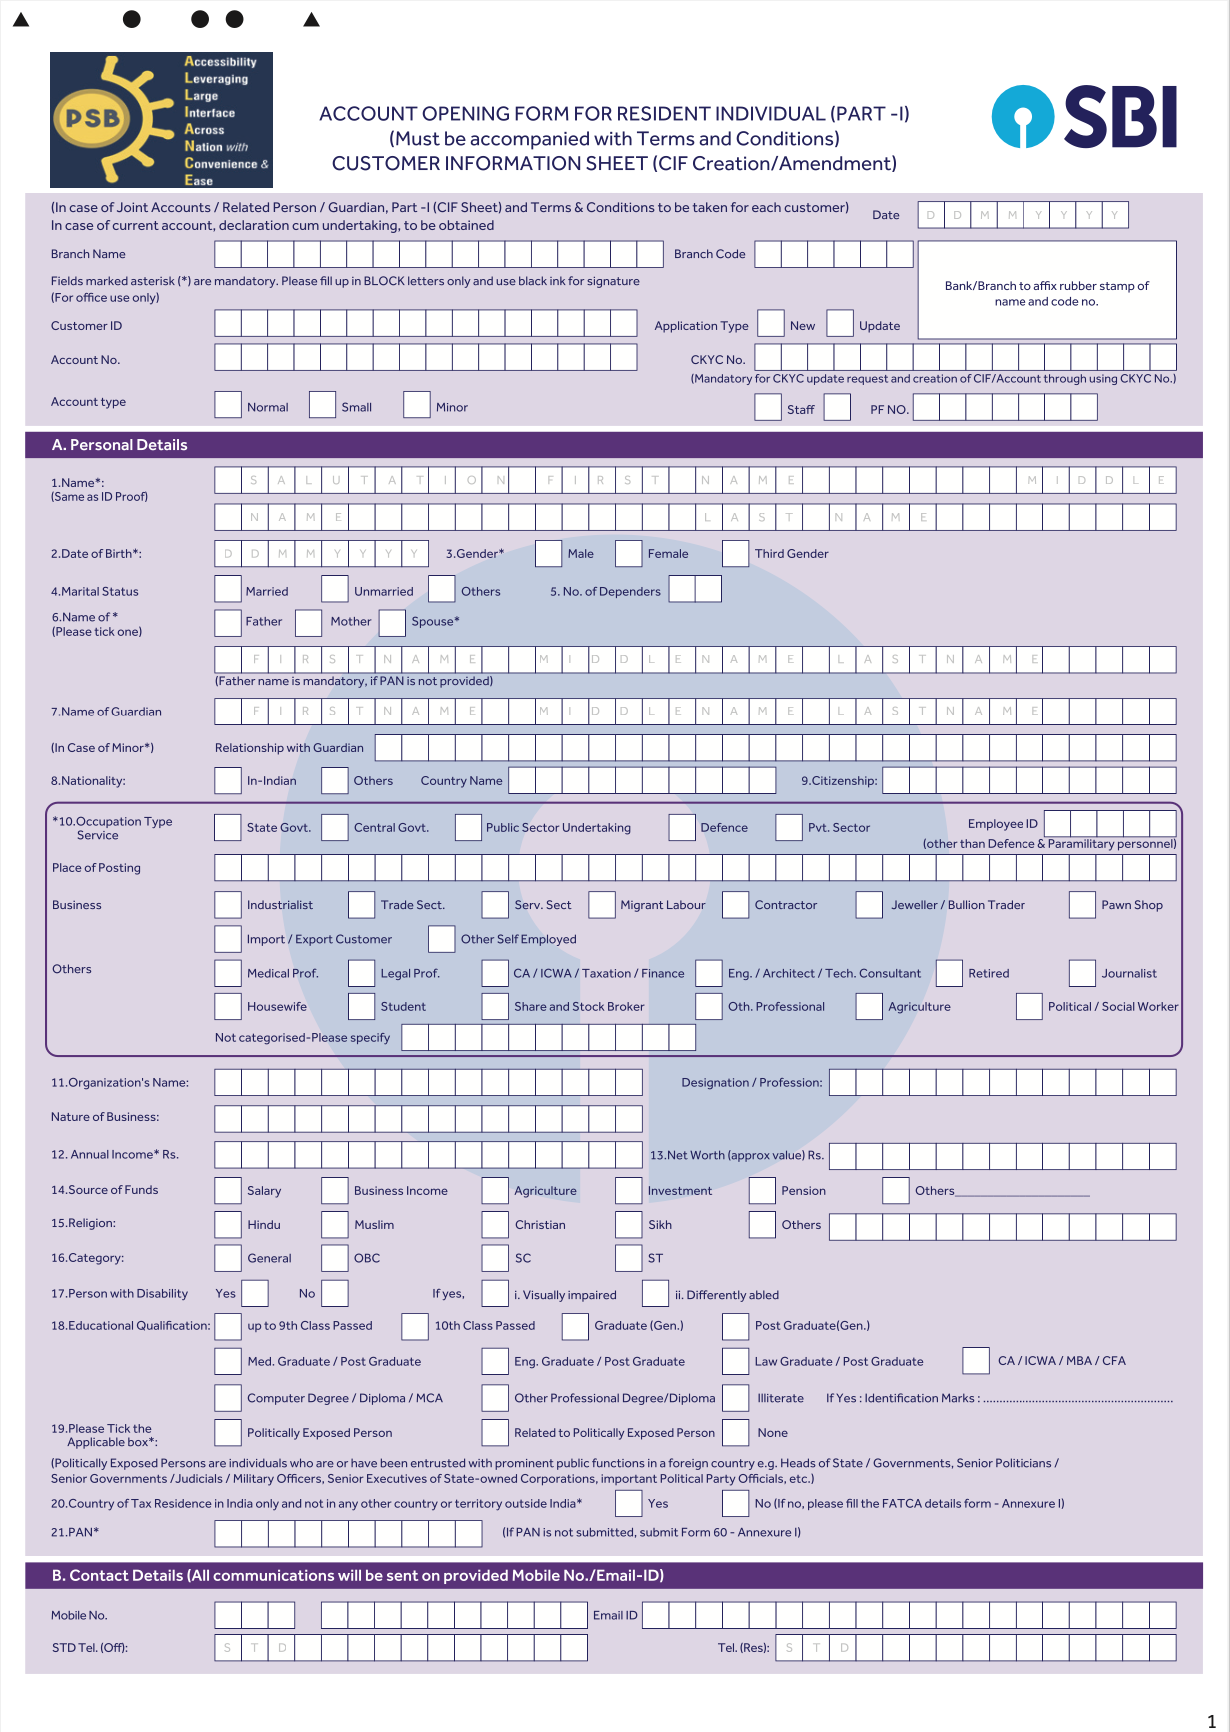 Accessibility
Leveraging
Large
Interface
Across
Nation with
Convenience &
Ease
PSB
ACCOUNT OPENING FORM FOR RESIDENT INDIVIDUAL (PART -I)
(Must be accompanied with Terms and Conditions)
CUSTOMER INFORMATION SHEET (CIF Creation/Amendment)
SBI
(In case of Joint Accounts / Related Person / Guardian, Part -I (CIF Sheet) and Terms & Conditions to be taken for each customer) Date D D M M Y Y Y Y
In case of current account, declaration cum undertaking, to be obtained
Branch Name Branch Code
Bank/Branch to affix rubber stamp of
name and code no.
Fields marked asterisk (*) are mandatory. Please fill up in BLOCK letters only and use black ink for signature
(For office use only)
Customer ID Application Type New Update
Account No. CKYC No.
(Mandatory for CKYC update request and creation of CIF/Account through using CKYC No.)
Account type Normal Small Minor Staff PF NO.
A. Personal Details
1.Name*: S A L U T A T I O N F I R S T N A M E M I D D L E
(Same as ID Proof)
N A M E L A S T N A M E
2.Date of Birth*: D D M M Y Y Y Y 3.Gender* Male Female Third Gender
4.Marital Status Married Unmarried Others 5. No. of Dependers
6.Name of * Father Mother Spouse*
(Please tick one)
F I R S T N A M E M I D D L E N A M E L A S T N A M E
(Father name is mandatory, if PAN is not provided)
7.Name of Guardian F I R S T N A M E M I D D L E N A M E L A S T N A M E
(In Case of Minor*) Relationship with Guardian
8.Nationality: In-Indian Others Country Name 9.Citizenship:
*10.Occupation Type
Service State Govt. Central Govt. Public Sector Undertaking Defence Pvt. Sector Employee ID
(other than Defence & Paramilitary personnel)
Place of Posting
Business Industrialist Trade Sect. Serv. Sect Migrant Labour Contractor Jeweller / Bullion Trader Pawn Shop
Import / Export Customer Other Self Employed
Others Medical Prof. Legal Prof. CA / ICWA / Taxation / Finance Eng. / Architect / Tech. Consultant Retired Journalist
Housewife Student Share and Stock Broker Oth. Professional Agriculture Political / Social Worker
Not categorised-Please specify
11.Organization's Name: Designation / Profession:
Nature of Business:
12. Annual Income* Rs. 13.Net Worth (approx value) Rs.
14.Source of Funds Salary Business Income Agriculture Investment Pension Others____________________
15.Religion: Hindu Muslim Christian Sikh Others
16.Category: General OBC SC ST
17.Person with Disability Yes No If yes, i. Visually impaired ii. Differently abled
18.Educational Qualification: up to 9th Class Passed 10th Class Passed Graduate (Gen.) Post Graduate(Gen.)
Med. Graduate / Post Graduate Eng. Graduate / Post Graduate Law Graduate / Post Graduate CA / ICWA / MBA / CFA
Computer Degree / Diploma / MCA Other Professional Degree/Diploma Illiterate If Yes : Identification Marks : ..........................................................
19.Please Tick the
Applicable box*: Politically Exposed Person Related to Politically Exposed Person None
(Politically Exposed Persons are individuals who are or have been entrusted with prominent public functions in a foreign country e.g. Heads of State / Governments, Senior Politicians /
Senior Governments /Judicials / Military Officers, Senior Executives of State-owned Corporations, important Political Party Officials, etc.)
20.Country of Tax Residence in India only and not in any other country or territory outside India* Yes No (If no, please fill the FATCA details form - Annexure I)
21.PAN* (If PAN is not submitted, submit Form 60 - Annexure I)
B. Contact Details (All communications will be sent on provided Mobile No./Email-ID)
Mobile No. Email ID
STD Tel. (Off): S T D Tel. (Res): S T D
1